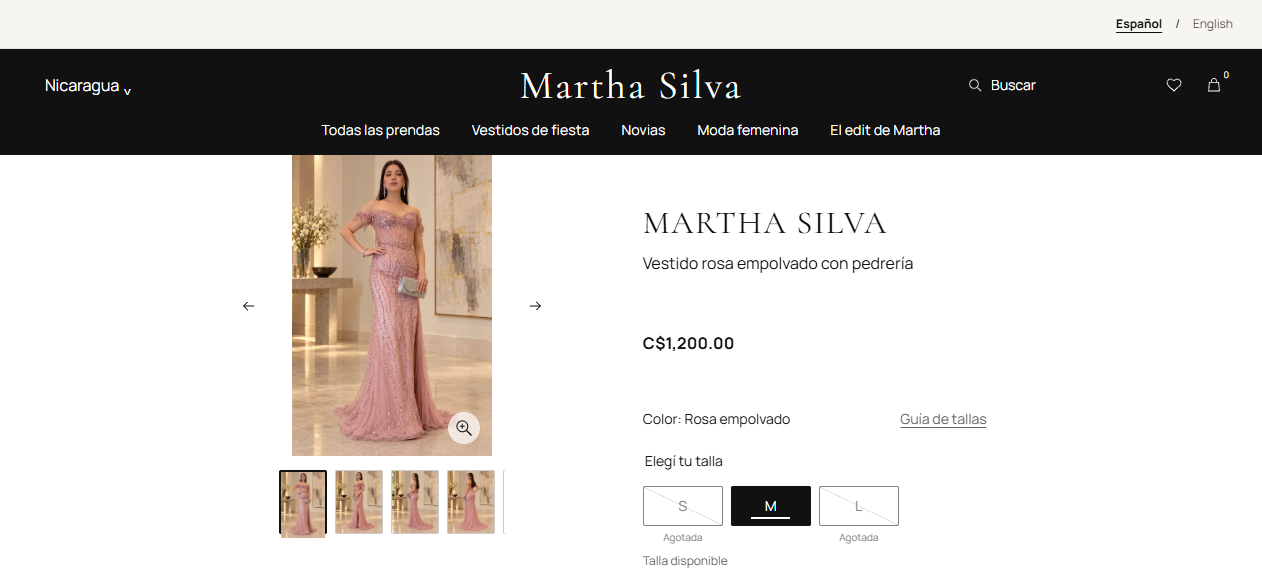 Español / English
Nicaragua v
Martha Silva
Buscar
0
Todas las prendas Vestidos de fiesta Novias Moda femenina El edit de Martha
MARTHA SILVA
Vestido rosa empolvado con pedrería
C$1,200.00
Color: Rosa empolvado Guía de tallas
Elegí tu talla
S M L
Agotada Agotada
Talla disponible